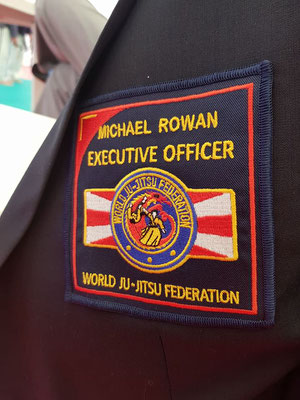 MICHAEL ROWAN
EXECUTIVE OFFICER
WORLD JU-JITSU FEDERATION
WORLD JU-JITSU FEDERATION